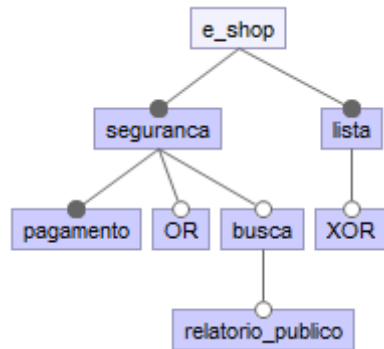 e_shop
seguranca lista
pagamento OR busca XOR
relatorio_publico